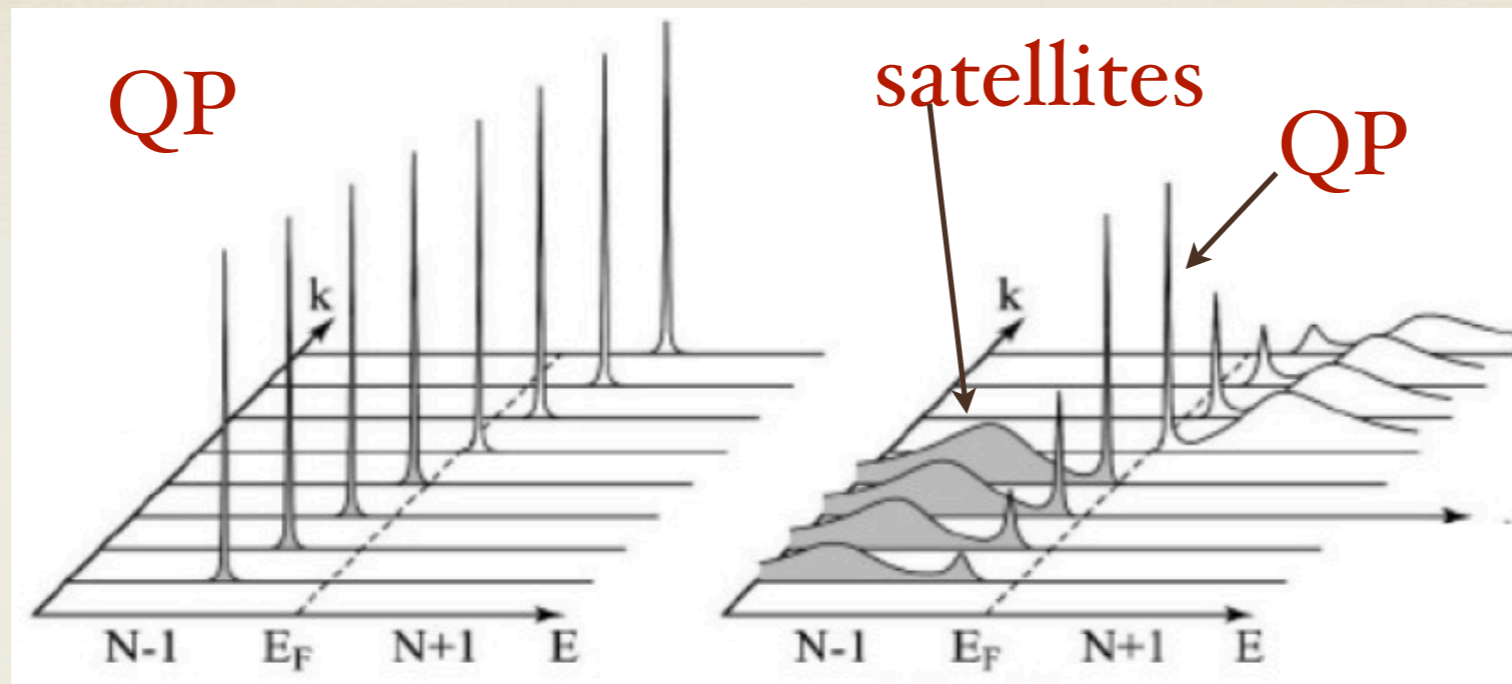 QP
satellites
QP
k
k
N-1 E_F N+1 E
N-1 E_F N+1 E